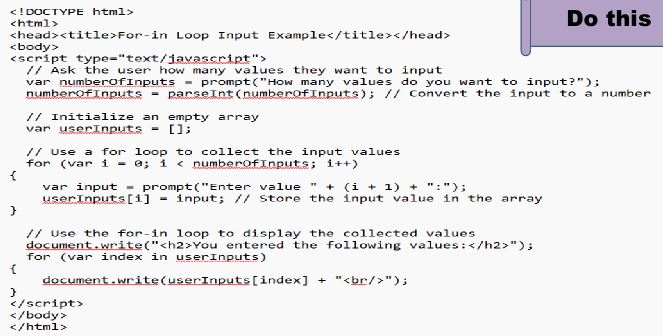 Do this
<!DOCTYPE html>
<html>
<head><title>For-in Loop Input Example</title></head>
<body>
<script type="text/javascript">
// Ask the user how many values they want to input
var numberOfInputs = prompt("How many values do you want to input?");
numberOfInputs = parseInt(numberOfInputs); // Convert the input to a number
// Initialize an empty array
var userInputs = [];
// Use a for loop to collect the input values
for (var i = 0; i < numberOfInputs; i++)
{
var input = prompt("Enter value " + (i + 1) + ":");
userInputs[i] = input; // Store the input value in the array
}
// Use the for-in loop to display the collected values
document.write("<h2>You entered the following values:</h2>");
for (var index in userInputs)
{
document.write(userInputs[index] + "<br/>");
}
</script>
</body>
</html>